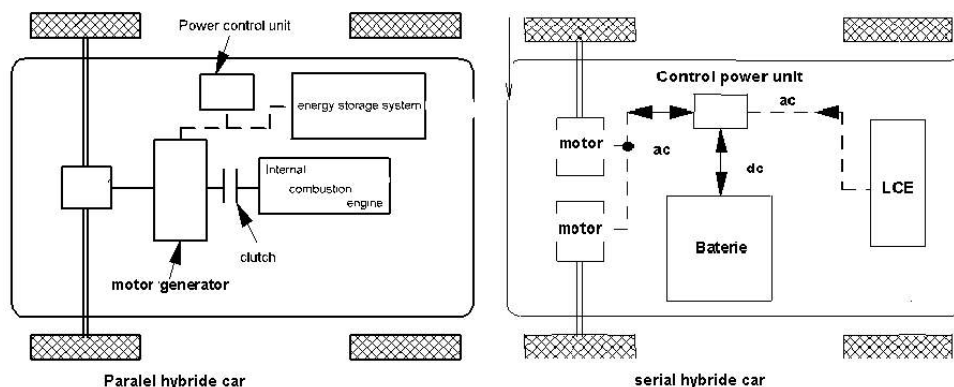 Power control unit
energy storage system
Internal
combustion
engine
clutch
motor generator
Paralel hybride car
Control power unit
ac
motor
ac
dc
LCE
motor
Baterie
serial hybride car